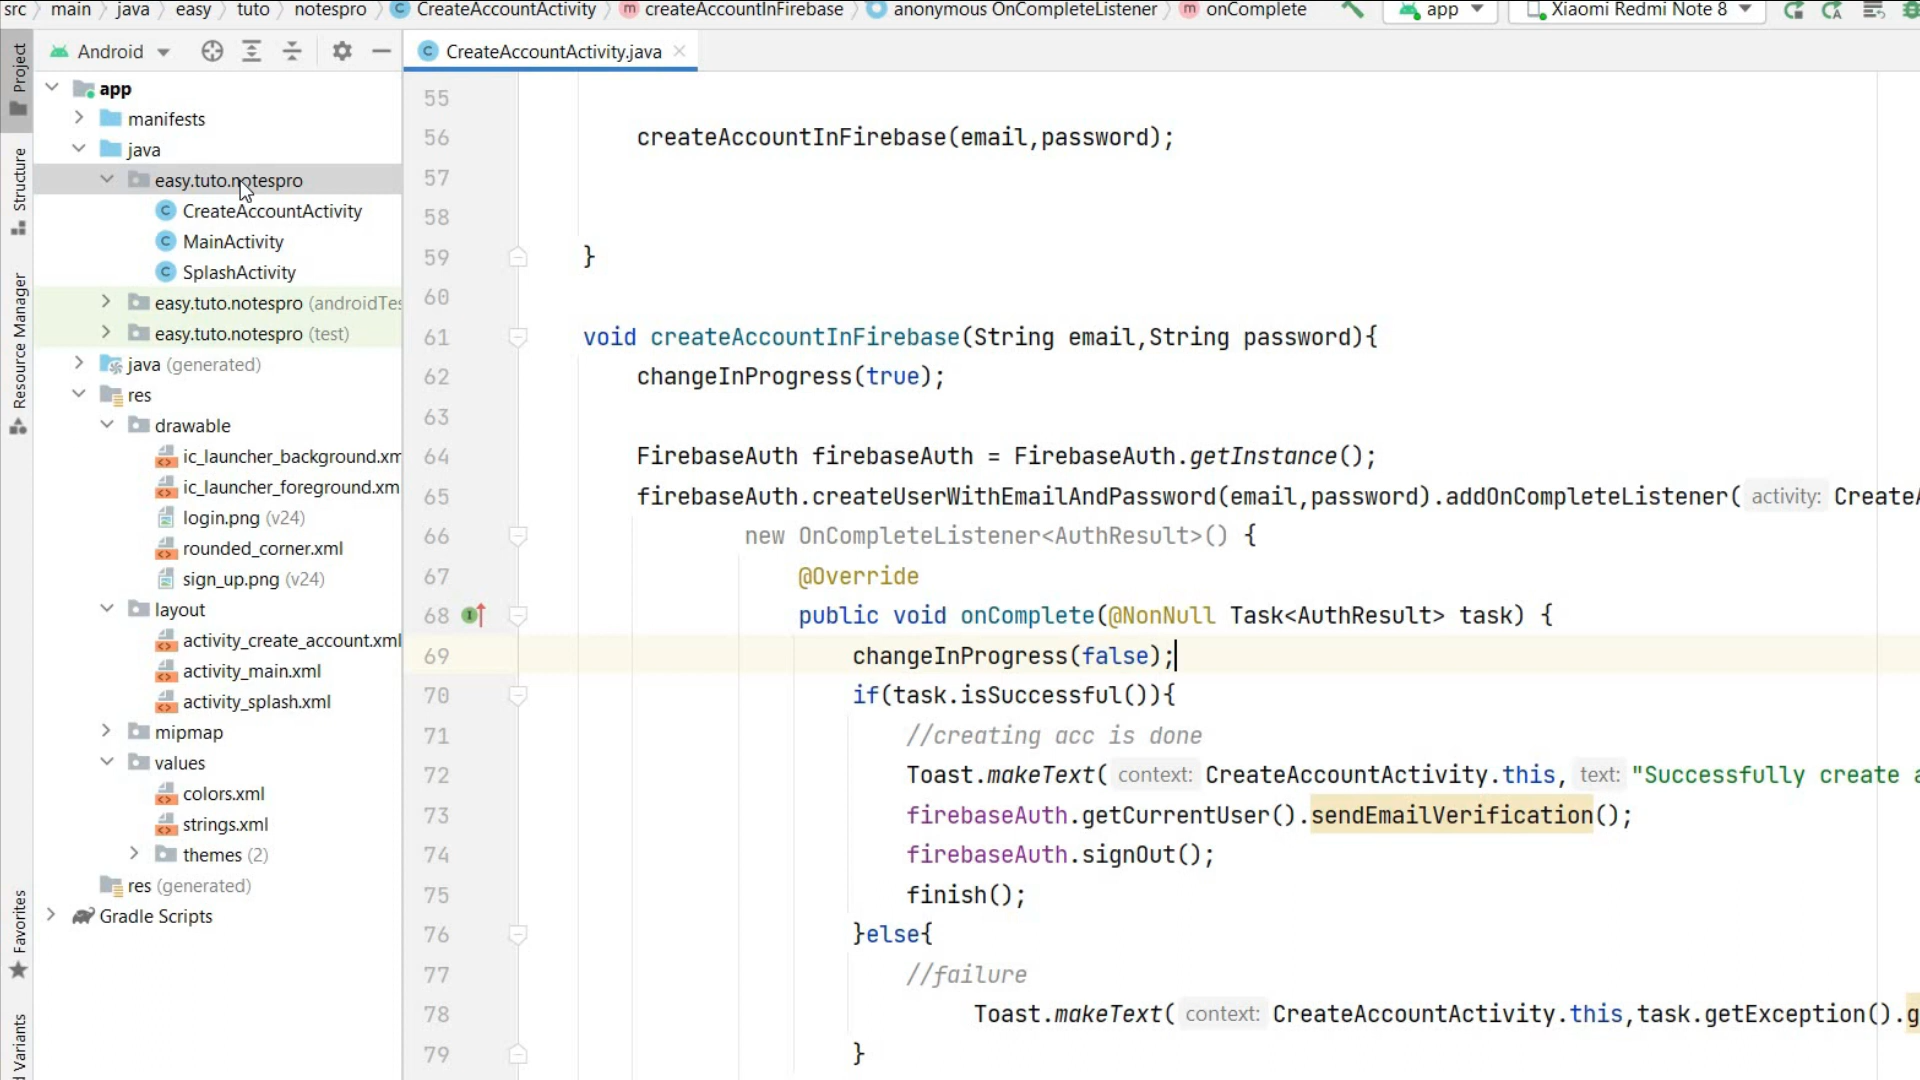 src main java easy tuto notespro CreateAccountActivity createAccountInFirebase anonymous OnCompleteListener onComplete app Xiaomi Redmi Note 8
Android
CreateAccountActivity.java
Project
Structure
Resource Manager
Favorites
Variants
app
manifests
java
easy.tuto.notespro
CreateAccountActivity
MainActivity
SplashActivity
easy.tuto.notespro (androidTes
easy.tuto.notespro (test)
java (generated)
res
drawable
ic_launcher_background.xm
ic_launcher_foreground.xm
login.png (v24)
rounded_corner.xml
sign_up.png (v24)
layout
activity_create_account.xml
activity_main.xml
activity_splash.xml
mipmap
values
colors.xml
strings.xml
themes (2)
res (generated)
Gradle Scripts
55
56 createAccountInFirebase(email,password);
57
58
59 }
60
61 void createAccountInFirebase(String email,String password){
62 changeInProgress(true);
63
64 FirebaseAuth firebaseAuth = FirebaseAuth.getInstance();
65 firebaseAuth.createUserWithEmailAndPassword(email,password).addOnCompleteListener( activity: CreateA
66 new OnCompleteListener<AuthResult>() {
67 @Override
68 public void onComplete(@NonNull Task<AuthResult> task) {
69 changeInProgress(false);
70 if(task.isSuccessful()){
71 //creating acc is done
72 Toast.makeText( context: CreateAccountActivity.this, text: "Successfully create a
73 firebaseAuth.getCurrentUser().sendEmailVerification();
74 firebaseAuth.signOut();
75 finish();
76 }else{
77 //failure
78 Toast.makeText( context: CreateAccountActivity.this,task.getException().g
79 }